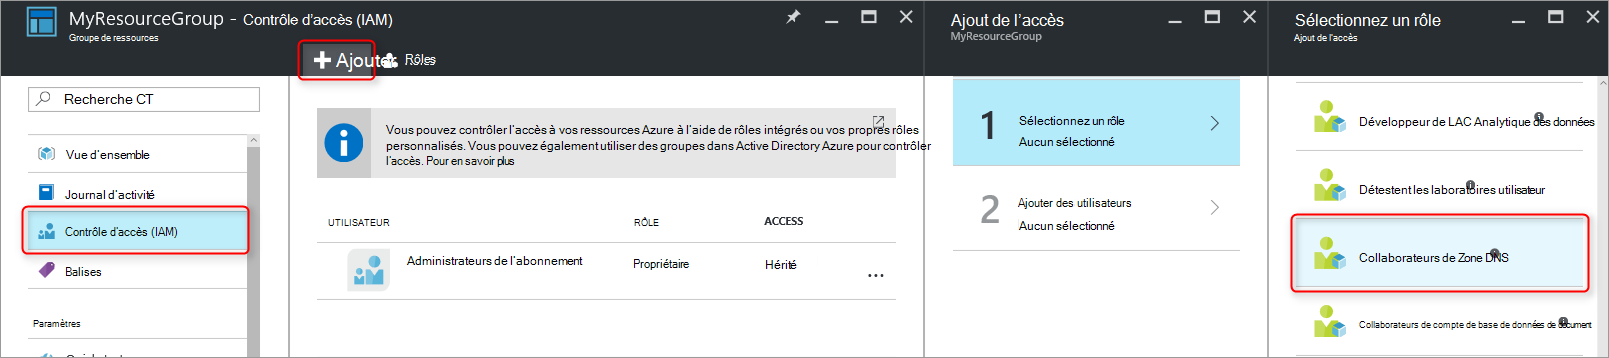 MyResourceGroup - Contrôle d'accès (IAM)
Groupe de ressources
Ajouter
Rôles
Recherche CT
Vue d'ensemble
Journal d'activité
Contrôle d'accès (IAM)
Balises
Paramètres
Vous pouvez contrôler l'accès à vos ressources Azure à l'aide de rôles intégrés ou vos propres rôles
personnalisés. Vous pouvez également utiliser des groupes dans Active Directory Azure pour contrôler
l'accès. Pour en savoir plus
UTILISATEUR RÔLE ACCESS
Administrateurs de l'abonnement Propriétaire Hérité
Ajout de l'accès
MyResourceGroup
1 Sélectionnez un rôle
Aucun sélectionné
2 Ajouter des utilisateurs
Aucun sélectionné
Sélectionnez un rôle
Ajout de l'accès
Développeur de LAC Analytique des données
Détestent les laboratoires utilisateur
Collaborateurs de Zone DNS
Collaborateurs de compte de base de données de document